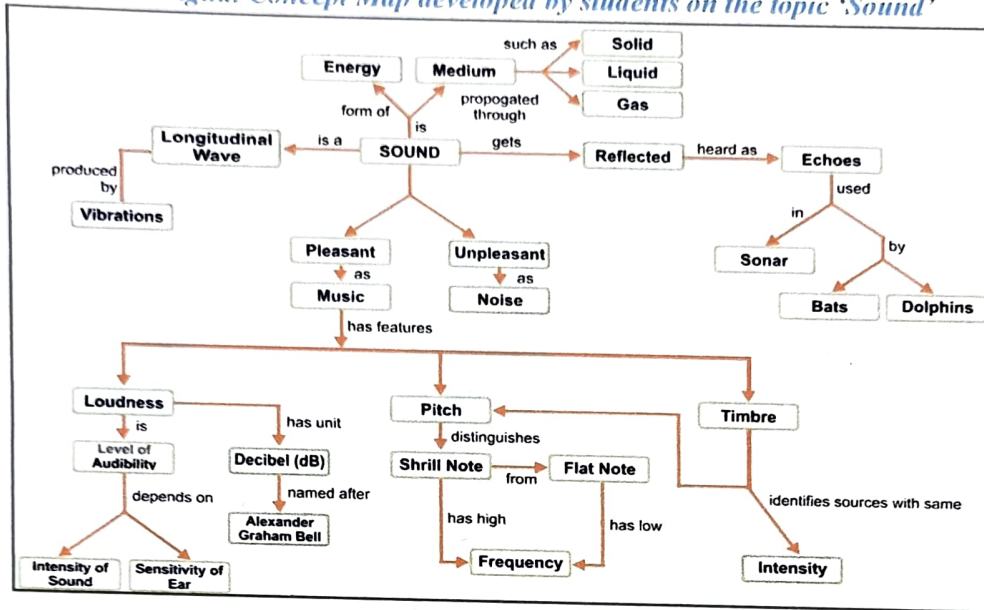 Concept Map developed by students on the topic 'Sound'
such as
Solid
Energy
Medium
Liquid
form of
propogated
through
Gas
is
Longitudinal
Wave
is a
SOUND
gets
Reflected
heard as
Echoes
produced
by
used
Vibrations
in
by
Pleasant
Unpleasant
Sonar
as
as
Music
Noise
Bats
Dolphins
has features
Loudness
Pitch
Timbre
is
has unit
distinguishes
Level of
Audibility
Decibel (dB)
Shrill Note
from
Flat Note
depends on
named after
identifies sources with same
Alexander
Graham Bell
has high
has low
Intensity of
Sound
Sensitivity of
Ear
Frequency
Intensity